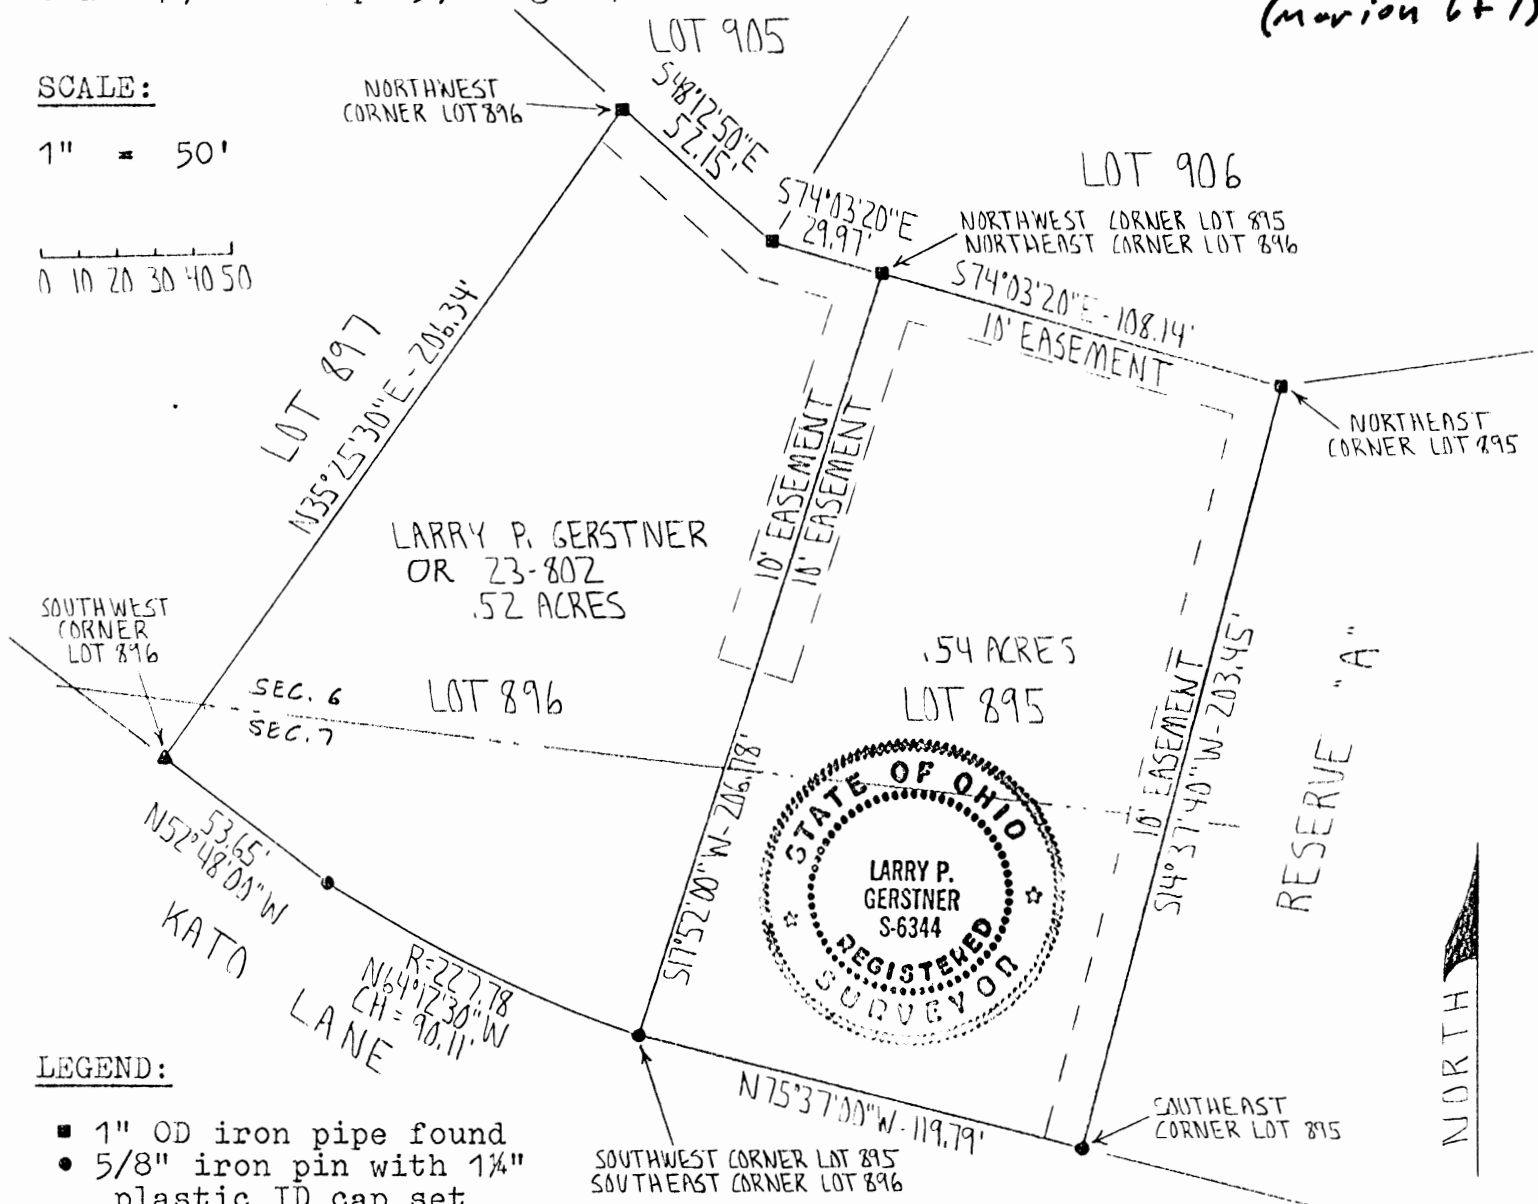 (Marion
LOT 905
SCALE:
1" = 50'
0 10 20 30 40 50
NORTHWEST
CORNER LOT 896
S48°12'50"E
52.15'
S74°03'20"E
29.97'
LOT 906
NORTHWEST CORNER LOT 895
NORTHEAST CORNER LOT 896
S74°03'20"E - 108.14'
10' EASEMENT
NORTHEAST
CORNER LOT 895
LOT 897
N35°25'30"E - 206.34'
10' EASEMENT
10' EASEMENT
LARRY P. GERSTNER
OR 23-802
.52 ACRES
SOUTHWEST
CORNER
LOT 896
SEC. 6
SEC. 7
LOT 896
.54 ACRES
LOT 895
10' EASEMENT
S14°37'40"W - 203.45'
RESERVE "A"
S17°52'00"W - 206.78'
STATE OF OHIO
LARRY P.
GERSTNER
S-6344
REGISTERED
SURVEYOR
53.65'
N52°48'00"W
KATO LANE
R=227.78
N64°12'30"W
CH = 90.11'
N75°37'00"W - 119.79'
SOUTHEAST
CORNER LOT 895
SOUTHWEST CORNER LOT 895
SOUTHEAST CORNER LOT 896
NORTH
LEGEND:
■ 1" OD iron pipe found
● 5/8" iron pin with 1¼"
plastic ID cap set